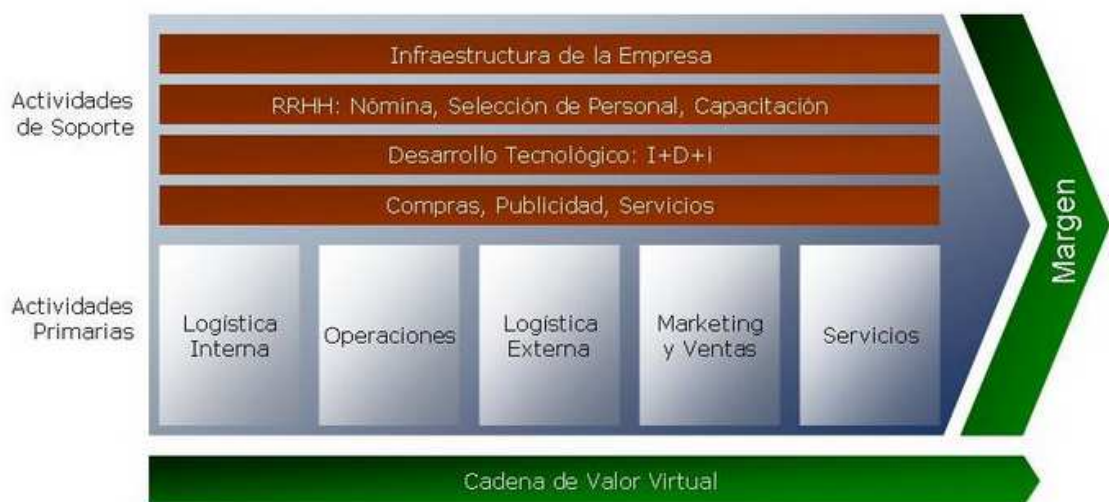 Actividades
de Soporte
Infraestructura de la Empresa
RRHH: Nómina, Selección de Personal, Capacitación
Desarrollo Tecnológico: I+D+i
Compras, Publicidad, Servicios
Actividades
Primarias
Logística
Interna
Operaciones
Logística
Externa
Marketing
y Ventas
Servicios
Margen
Cadena de Valor Virtual